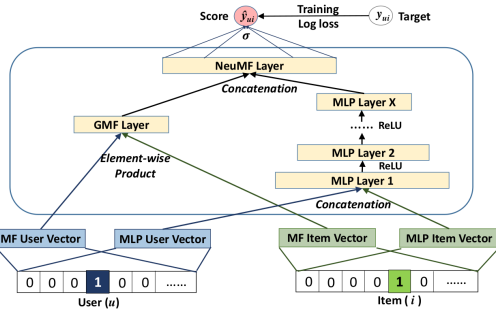 Score ŷui Training yui Target
Log loss
σ
NeuMF Layer
Concatenation
MLP Layer X
GMF Layer
...... ReLU
Element-wise
Product
MLP Layer 2
ReLU
MLP Layer 1
Concatenation
MF User Vector MLP User Vector MF Item Vector MLP Item Vector
0 0 0 1 0 0 ...... 0 0 0 0 1 0 ......
User (u) Item ( i )